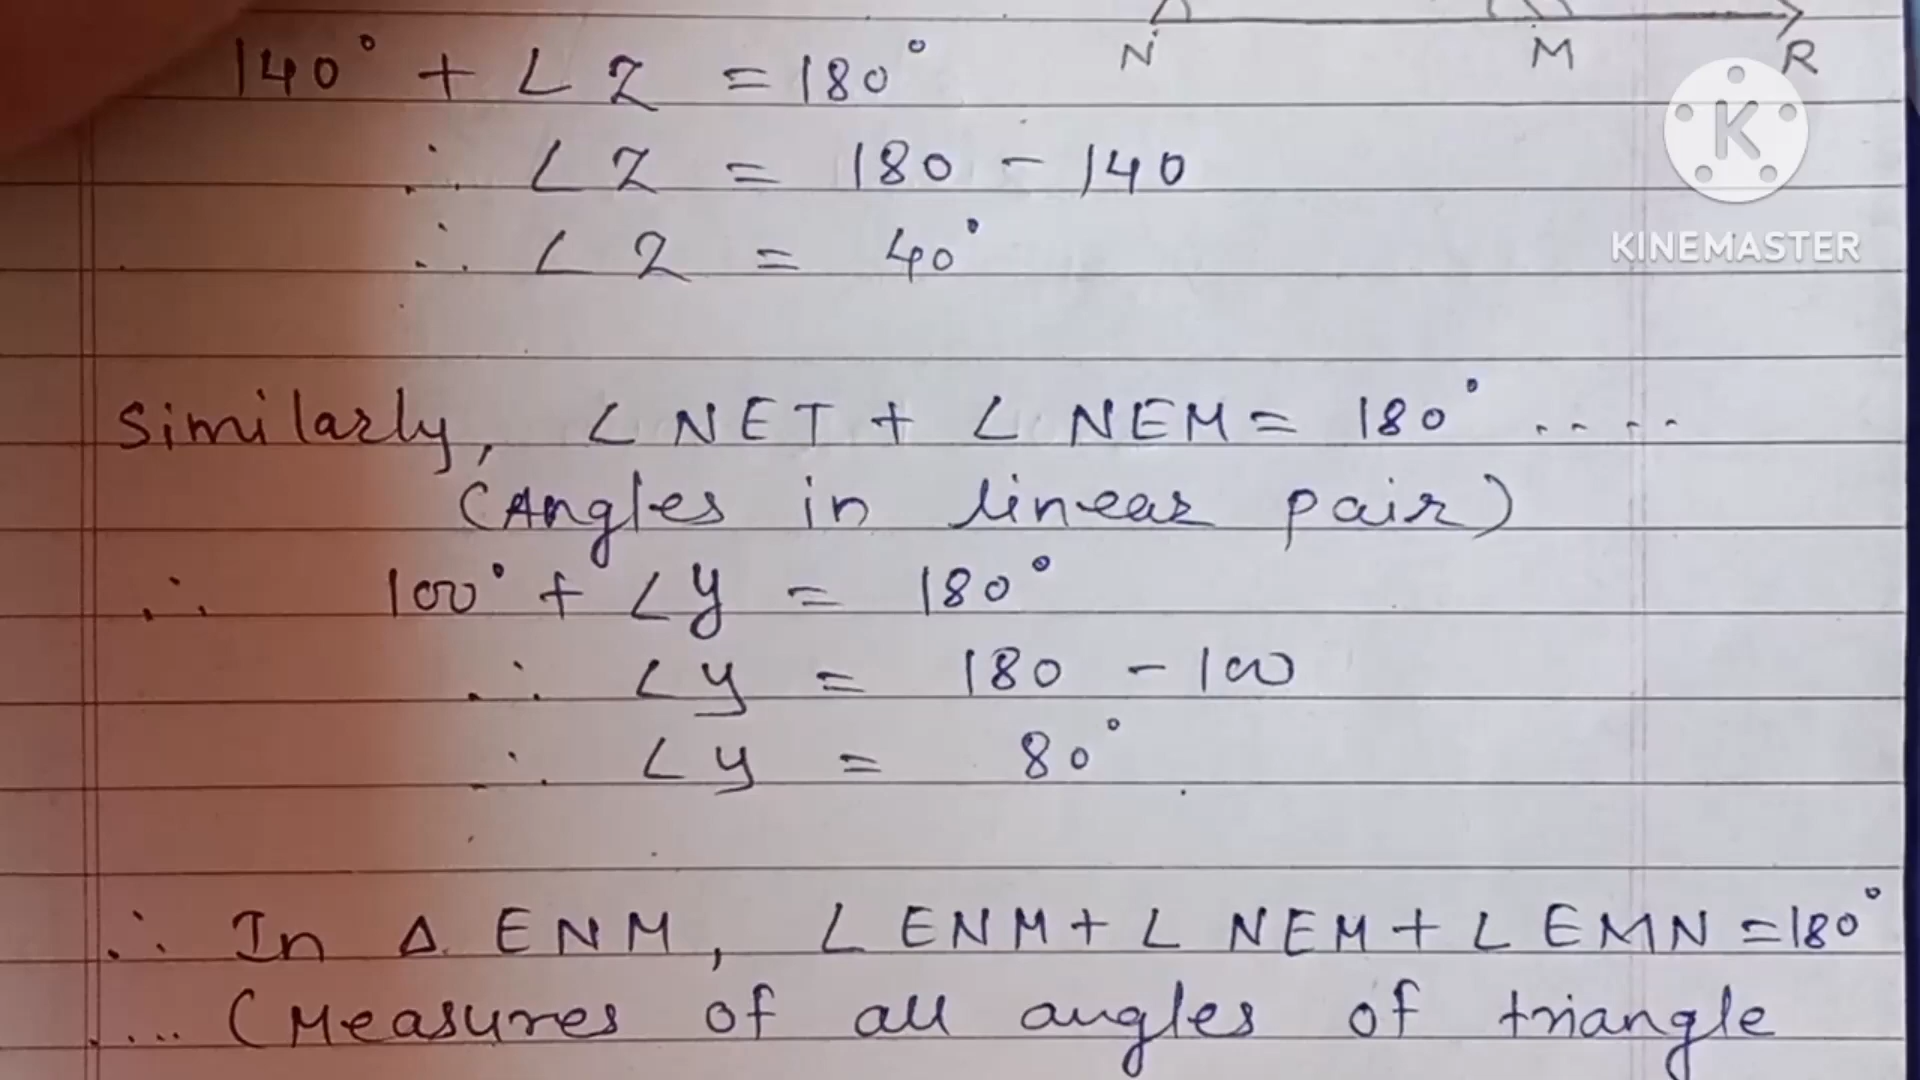 N M R
140° + ∠ Z = 180°
∴ ∠ Z = 180 - 140
∴ ∠ Z = 40°
K
KINEMASTER
Similarly, ∠ NET + ∠ NEM = 180° ....
(Angles in linear pair)
∴ 100° + ∠y = 180°
∴ ∠y = 180 - 100
∴ ∠y = 80°
∴ In Δ ENM, ∠ ENM + ∠ NEM + ∠ EMN = 180°
.... (Measures of all angles of triangle